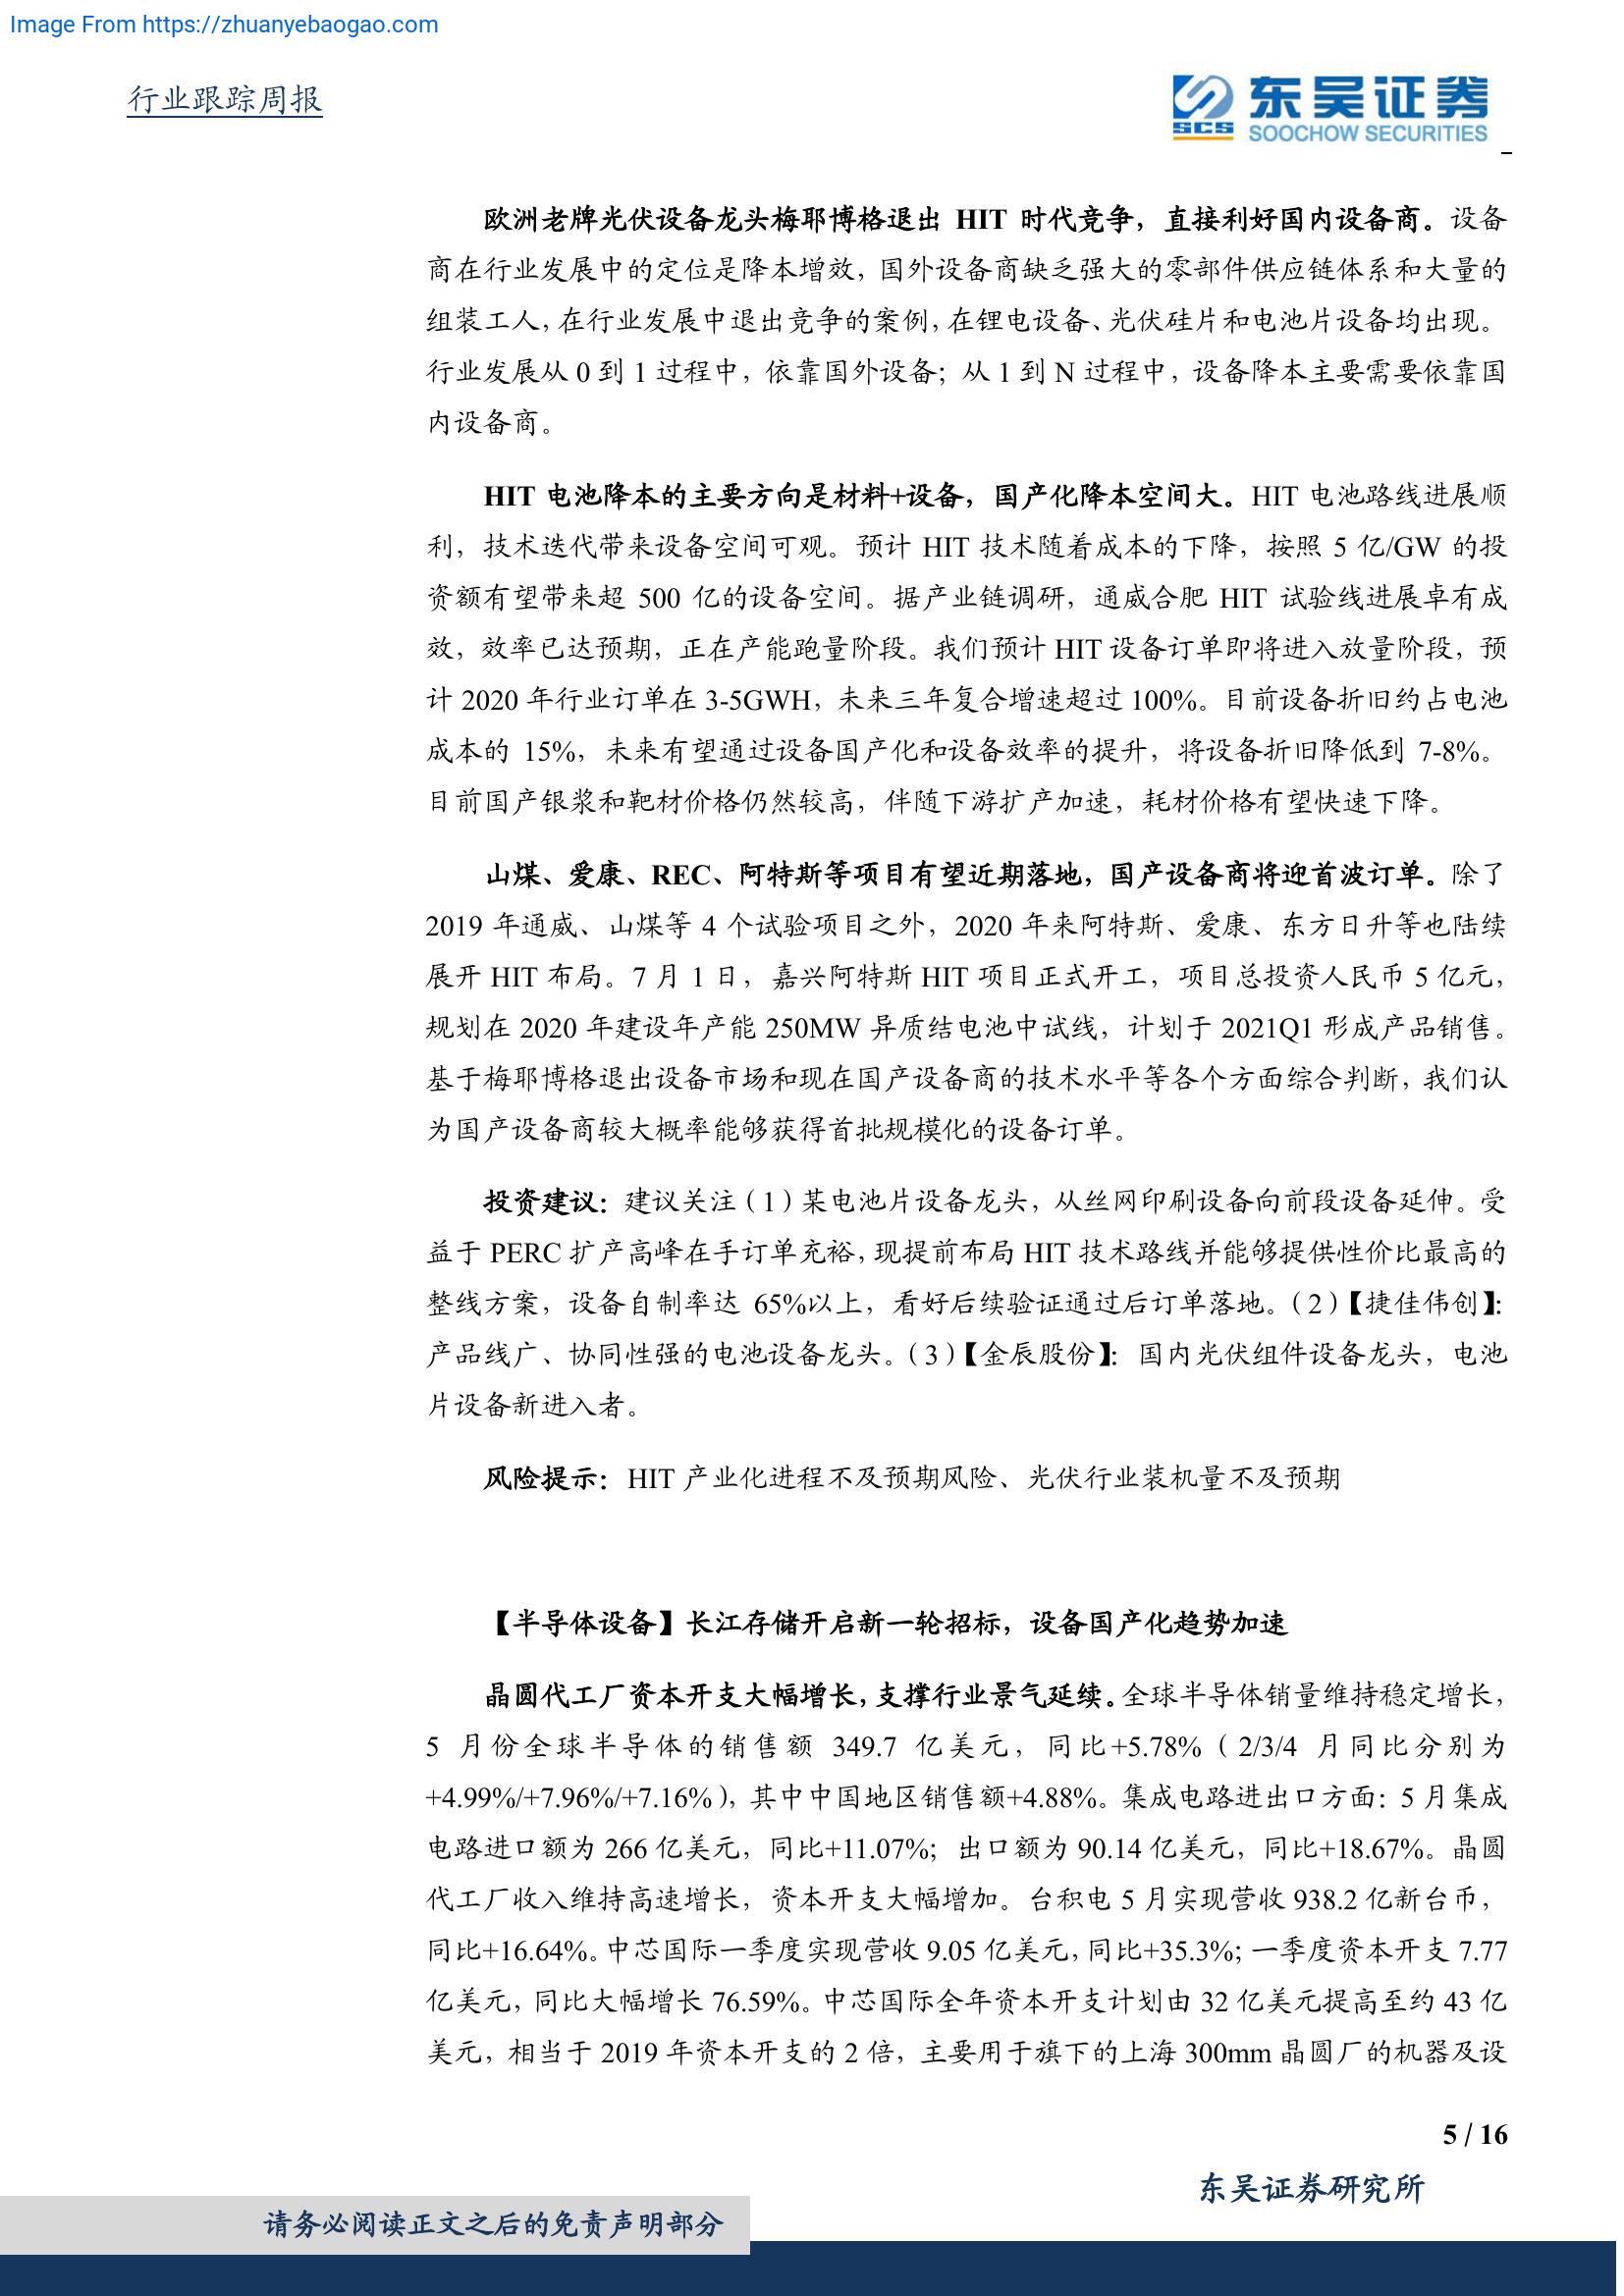 Image From https://zhuanyebaogao.com
行业跟踪周报
SCS 东吴证券
SOOCHOW SECURITIES
欧洲老牌光伏设备龙头梅耶博格退出 HIT 时代竞争，直接利好国内设备商。设备
商在行业发展中的定位是降本增效，国外设备商缺乏强大的零部件供应链体系和大量的
组装工人，在行业发展中退出竞争的案例，在锂电设备、光伏硅片和电池片设备均出现。
行业发展从 0 到 1 过程中，依靠国外设备；从 1 到 N 过程中，设备降本主要需要依靠国
内设备商。
HIT 电池降本的主要方向是材料+设备，国产化降本空间大。HIT 电池路线进展顺
利，技术迭代带来设备空间可观。预计 HIT 技术随着成本的下降，按照 5 亿/GW 的投
资额有望带来超 500 亿的设备空间。据产业链调研，通威合肥 HIT 试验线进展卓有成
效，效率已达预期，正在产能跑量阶段。我们预计 HIT 设备订单即将进入放量阶段，预
计 2020 年行业订单在 3-5GWH，未来三年复合增速超过 100%。目前设备折旧约占电池
成本的 15%，未来有望通过设备国产化和设备效率的提升，将设备折旧降低到 7-8%。
目前国产银浆和靶材价格仍然较高，伴随下游扩产加速，耗材价格有望快速下降。
山煤、爱康、REC、阿特斯等项目有望近期落地，国产设备商将迎首波订单。除了
2019 年通威、山煤等 4 个试验项目之外，2020 年来阿特斯、爱康、东方日升等也陆续
展开 HIT 布局。7 月 1 日，嘉兴阿特斯 HIT 项目正式开工，项目总投资人民币 5 亿元，
规划在 2020 年建设年产能 250MW 异质结电池中试线，计划于 2021Q1 形成产品销售。
基于梅耶博格退出设备市场和现在国产设备商的技术水平等各个方面综合判断，我们认
为国产设备商较大概率能够获得首批规模化的设备订单。
投资建议：建议关注（1）某电池片设备龙头，从丝网印刷设备向前段设备延伸。受
益于 PERC 扩产高峰在手订单充裕，现提前布局 HIT 技术路线并能够提供性价比最高的
整线方案，设备自制率达 65%以上，看好后续验证通过后订单落地。（2）【捷佳伟创】：
产品线广、协同性强的电池设备龙头。（3）【金辰股份】：国内光伏组件设备龙头，电池
片设备新进入者。
风险提示：HIT 产业化进程不及预期风险、光伏行业装机量不及预期
【半导体设备】长江存储开启新一轮招标，设备国产化趋势加速
晶圆代工厂资本开支大幅增长，支撑行业景气延续。全球半导体销量维持稳定增长，
5 月份全球半导体的销售额 349.7 亿美元，同比+5.78%（2/3/4 月同比分别为
+4.99%/+7.96%/+7.16%），其中中国地区销售额+4.88%。集成电路进出口方面：5 月集成
电路进口额为 266 亿美元，同比+11.07%；出口额为 90.14 亿美元，同比+18.67%。晶圆
代工厂收入维持高速增长，资本开支大幅增加。台积电 5 月实现营收 938.2 亿新台币，
同比+16.64%。中芯国际一季度实现营收 9.05 亿美元，同比+35.3%；一季度资本开支 7.77
亿美元，同比大幅增长 76.59%。中芯国际全年资本开支计划由 32 亿美元提高至约 43 亿
美元，相当于 2019 年资本开支的 2 倍，主要用于旗下的上海 300mm 晶圆厂的机器及设
5 / 16
东吴证券研究所
请务必阅读正文之后的免责声明部分